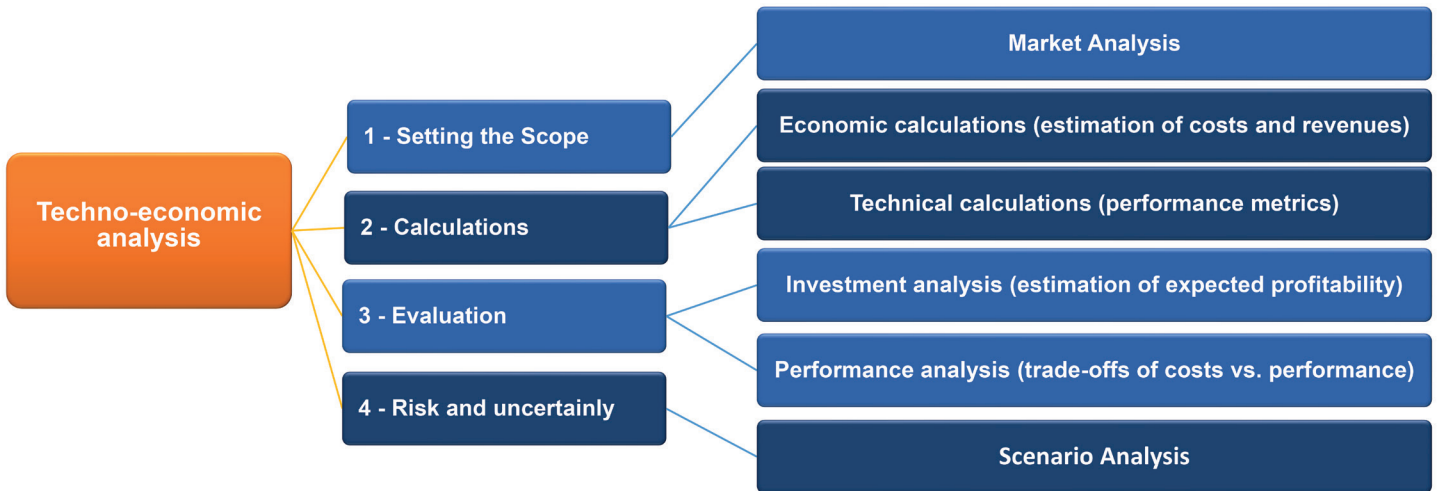 Techno-economic
analysis
1 - Setting the Scope
2 - Calculations
3 - Evaluation
4 - Risk and uncertainly
Market Analysis
Economic calculations (estimation of costs and revenues)
Technical calculations (performance metrics)
Investment analysis (estimation of expected profitability)
Performance analysis (trade-offs of costs vs. performance)
Scenario Analysis